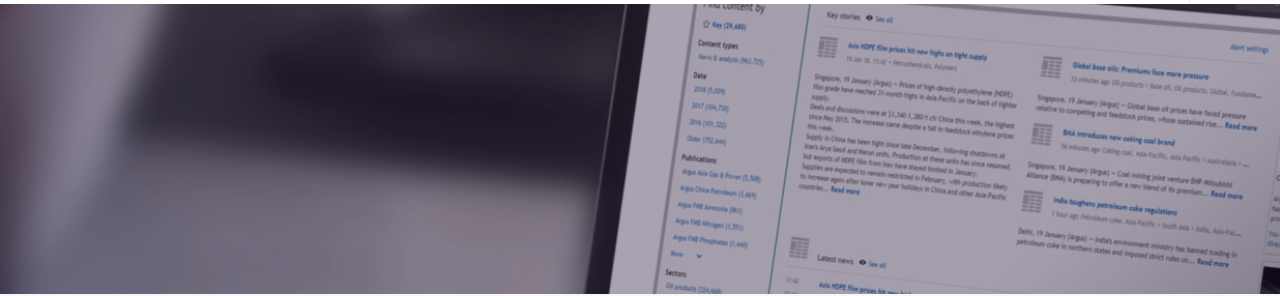 Find content by
Key (29,680)
Content types
News & analysis (962,725)
Date
2018 (5,029)
2017 (104,730)
2016 (101,322)
Older (752,644)
Publications
Argus Asia Gas & Power (5,508)
Argus China Petroleum (2,669)
Argus FMB Ammonia (861)
Argus FMB Nitrogen (1,551)
Argus FMB Phosphates (1,440)
More
Sectors
Oil products (324,668)
Key stories See all
Alert settings
Asia HDPE film prices hit new highs on tight supply
19 Jan 18, 11:42 • Petrochemicals, Polymers
Singapore, 19 January (Argus) — Prices of high-density polyethylene (HDPE)
film grade have reached 31-month highs in Asia-Pacific on the back of tighter
supply.
Deals and discussions were at $1,340-1,380/t cfr China this week, the highest
since May 2015. The increase came despite a fall in feedstock ethylene prices
this week.
Supply in China has been tight since late December, following shutdowns at
Iran's Arya Sasol and Marun units. Production at these units has since resumed,
but exports of HDPE film from Iran have stayed limited in January.
Supplies are expected to remain restricted in February, with production likely
to increase again after lunar new year holidays in China and other Asia-Pacific
countries... Read more
Global base oils: Premiums face more pressure
33 minutes ago Oil products > Base oil, Oil products, Global, Fundame...
Singapore, 19 January (Argus) — Global base oil prices have faced pressure
relative to competing and feedstock prices, whose sustained rise... Read more
BMA introduces new coking coal brand
56 minutes ago Coking coal, Asia-Pacific, Asia-Pacific > Australasia > ...
Singapore, 19 January (Argus) — Coal mining joint venture BHP-Mitsubishi
Alliance (BMA) is preparing to offer a new blend of its premium... Read more
India toughens petroleum coke regulations
1 hour ago Petroleum coke, Asia-Pacific > South Asia > India, Asia-Pac...
Delhi, 19 January (Argus) — India's environment ministry has banned trading in
petroleum coke in northern states and imposed strict rules on... Read more
Latest news See all
11:42
Asia HDPE film prices hit new